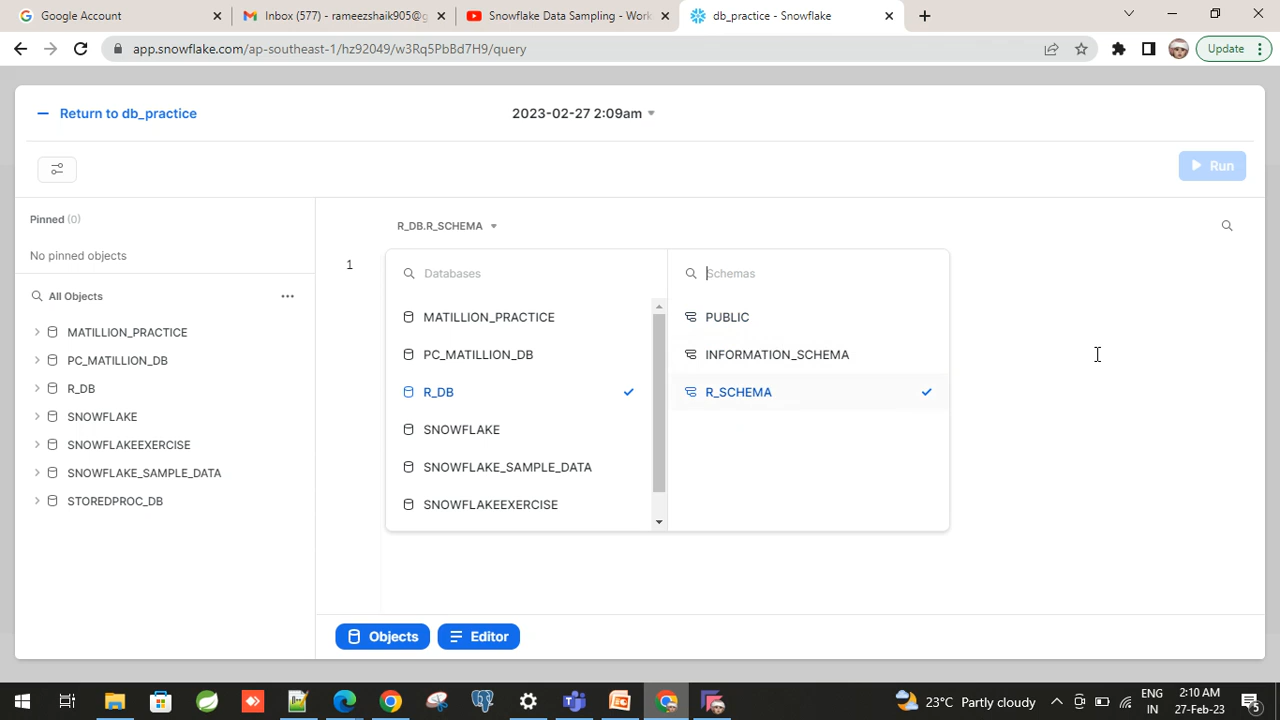 Google Account
Inbox (577) - rameezshaik905@g
Snowflake Data Sampling - Work
db_practice - Snowflake
app.snowflake.com/ap-southeast-1/hz92049/w3Rq5PbBd7H9/query
Update
Return to db_practice
2023-02-27 2:09am
Run
Pinned (0)
No pinned objects
All Objects
MATILLION_PRACTICE
PC_MATILLION_DB
R_DB
SNOWFLAKE
SNOWFLAKEEXERCISE
SNOWFLAKE_SAMPLE_DATA
STOREDPROC_DB
R_DB.R_SCHEMA
1
Databases
MATILLION_PRACTICE
PC_MATILLION_DB
R_DB
SNOWFLAKE
SNOWFLAKE_SAMPLE_DATA
SNOWFLAKEEXERCISE
Schemas
PUBLIC
INFORMATION_SCHEMA
R_SCHEMA
Objects
Editor
23°C Partly cloudy
ENG
IN
2:10 AM
27-Feb-23
5